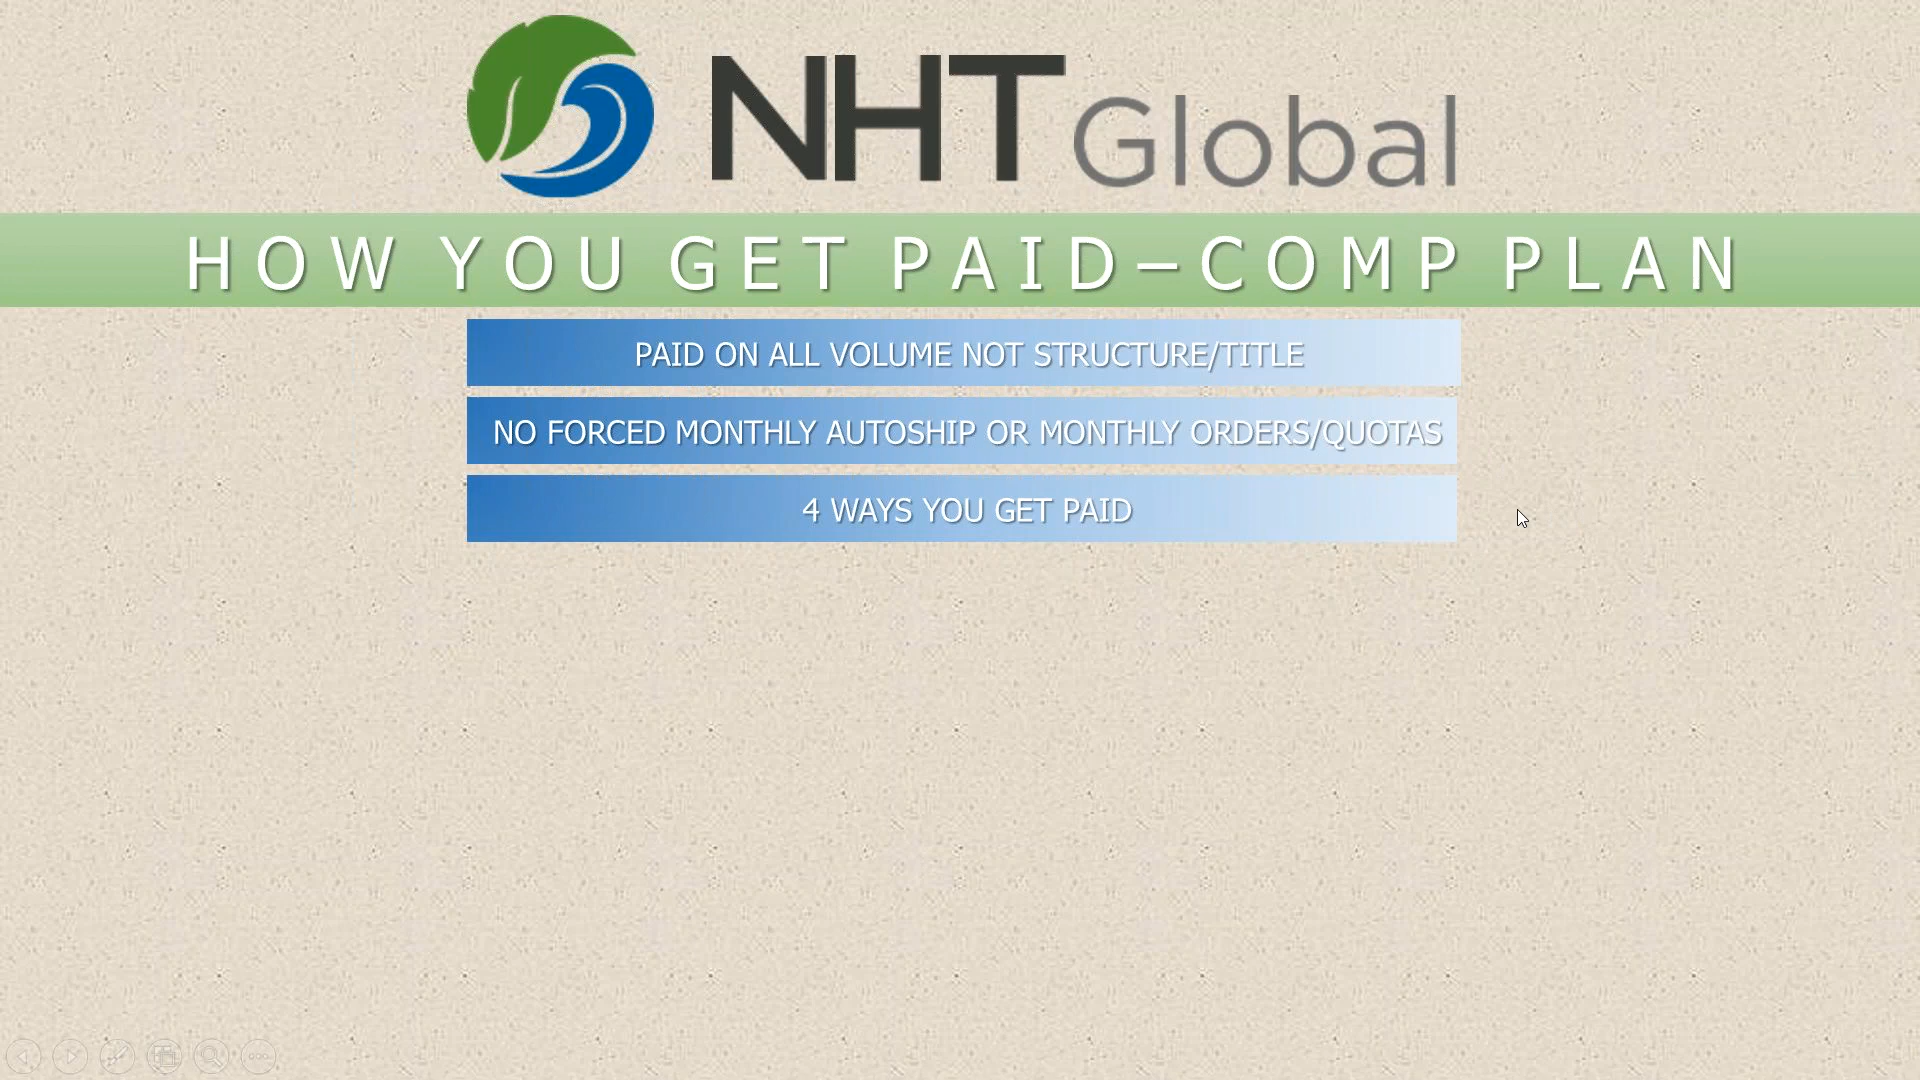 NHT Global
HOW YOU GET PAID–COMP PLAN
PAID ON ALL VOLUME NOT STRUCTURE/TITLE
NO FORCED MONTHLY AUTOSHIP OR MONTHLY ORDERS/QUOTAS
4 WAYS YOU GET PAID